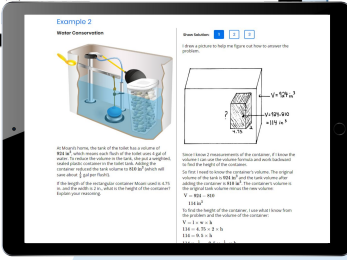 Example 2
Water Conservation
At Moyo's home, the tank of the toilet has a volume of
924 in³, which means each flush of the toilet uses 4 gal of
water. To reduce the volume in the tank, she put a weighted,
sealed plastic container in the toilet tank. Adding the
container reduced the tank volume to 810 in³ (which will
save about ½ gal per flush!).
If the length of the rectangular container Moyo used is 4.75
in. and the width is 2 in., what is the height of the container?
Explain your reasoning.
Show Solution: 1 2 3
I drew a picture to help me figure out how to answer the
problem.
V= 924 in³
V=924-810
=114 in³
?
4.75
Since I know 2 measurements of the container, if I know the
volume I can use the volume formula and work backward
to find the height of the container.
So first I need to know the container's volume. The original
volume of the tank is 924 in³ and the tank volume after
adding the container is 810 in³. The container's volume is
the original tank volume minus the new volume:
V = 924 − 810
114 in³
To find the height of the container, I use what I know from
the problem and the volume of the container:
V = l × w × h
114 = 4.75 × 2 × h
114 = 9.5 × h